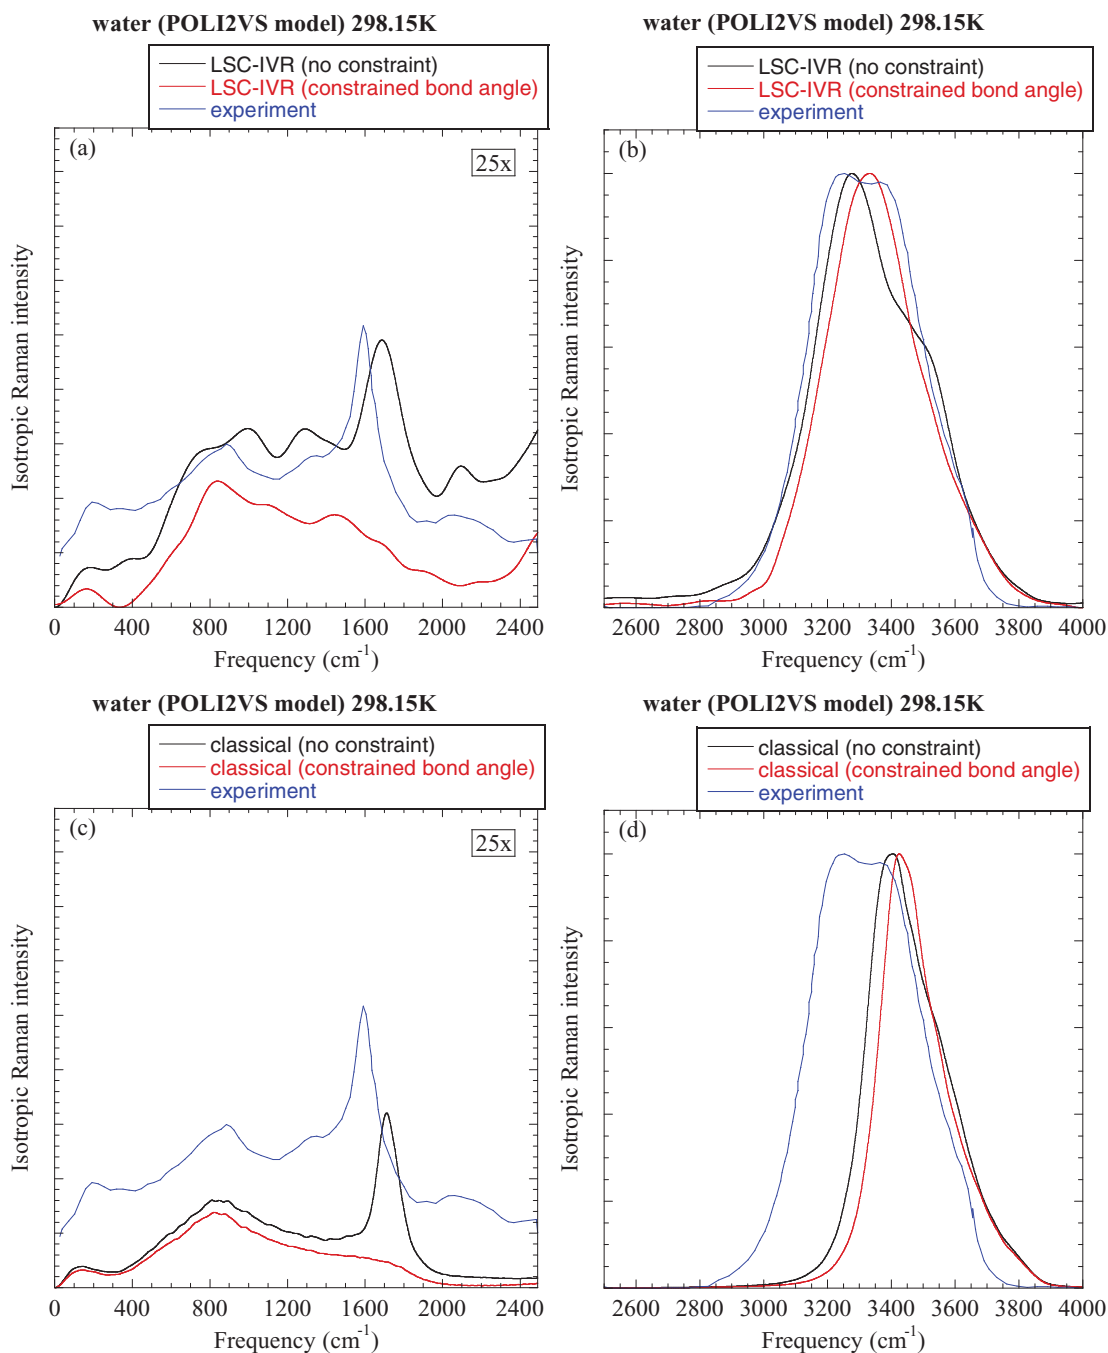 water (POLI2VS model) 298.15K
LSC-IVR (no constraint)
LSC-IVR (constrained bond angle)
experiment
(a)
25x
Isotropic Raman intensity
0 400 800 1200 1600 2000 2400
Frequency (cm-1)
water (POLI2VS model) 298.15K
LSC-IVR (no constraint)
LSC-IVR (constrained bond angle)
experiment
(b)
Isotropic Raman intensity
2600 2800 3000 3200 3400 3600 3800 4000
Frequency (cm-1)
water (POLI2VS model) 298.15K
classical (no constraint)
classical (constrained bond angle)
experiment
(c)
25x
Isotropic Raman intensity
0 400 800 1200 1600 2000 2400
Frequency (cm-1)
water (POLI2VS model) 298.15K
classical (no constraint)
classical (constrained bond angle)
experiment
(d)
Isotropic Raman intensity
2600 2800 3000 3200 3400 3600 3800 4000
Frequency (cm-1)